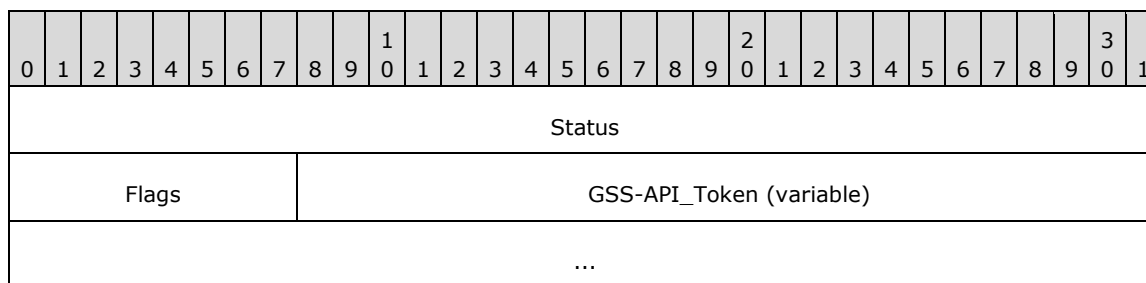 1 2 3
0 1 2 3 4 5 6 7 8 9 0 1 2 3 4 5 6 7 8 9 0 1 2 3 4 5 6 7 8 9 0 1
Status
Flags GSS-API_Token (variable)
...